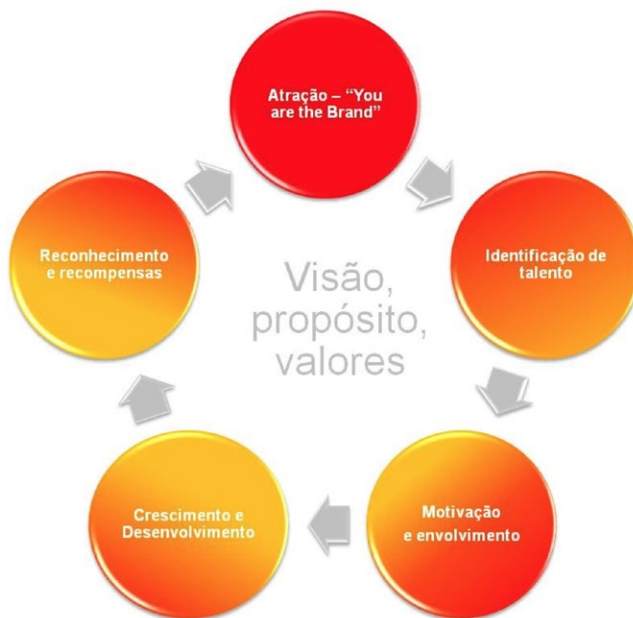 Atração – “You
are the Brand”
Identificação de
talento
Motivação
e envolvimento
Crescimento e
Desenvolvimento
Reconhecimento
e recompensas
Visão,
propósito,
valores